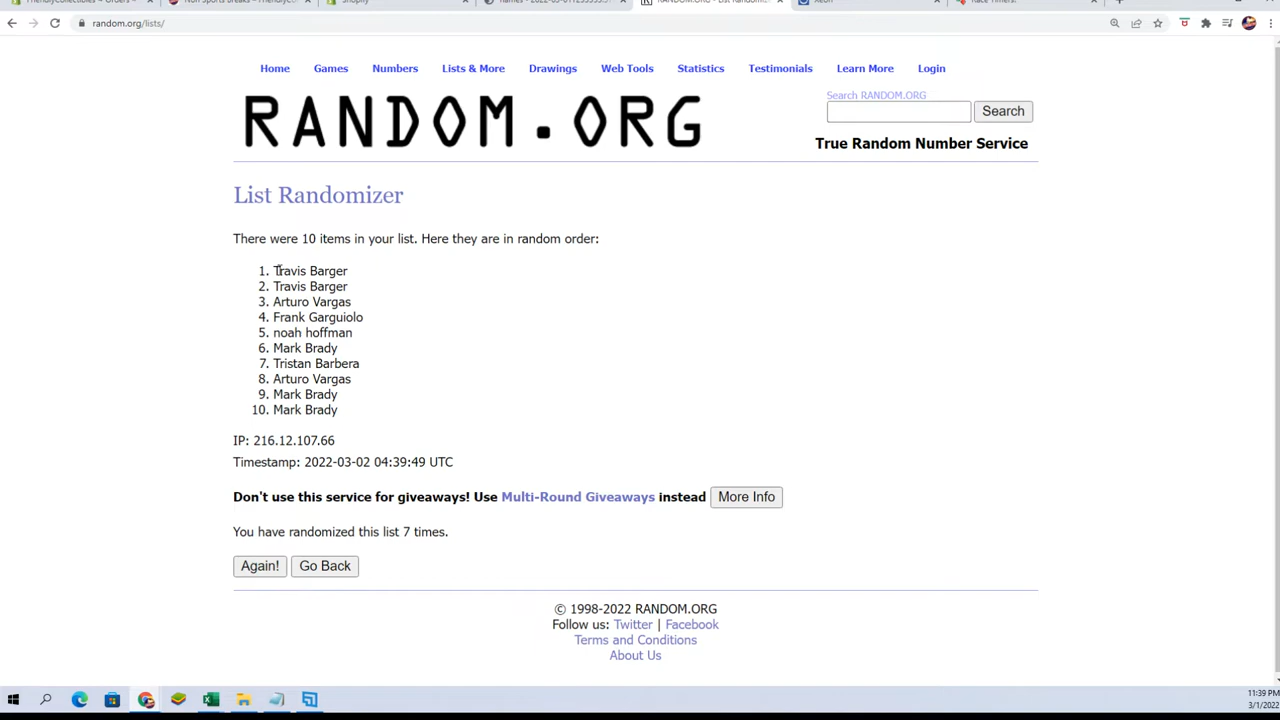 random.org/lists/
Home Games Numbers Lists & More Drawings Web Tools Statistics Testimonials Learn More Login
Search RANDOM.ORG
RANDOM.ORG
Search
True Random Number Service
List Randomizer
There were 10 items in your list. Here they are in random order:
1. Travis Barger
2. Travis Barger
3. Arturo Vargas
4. Frank Garguiolo
5. noah hoffman
6. Mark Brady
7. Tristan Barbera
8. Arturo Vargas
9. Mark Brady
10. Mark Brady
IP: 216.12.107.66
Timestamp: 2022-03-02 04:39:49 UTC
Don't use this service for giveaways! Use Multi-Round Giveaways instead More Info
You have randomized this list 7 times.
Again! Go Back
© 1998-2022 RANDOM.ORG
Follow us: Twitter | Facebook
Terms and Conditions
About Us
11:39 PM
3/1/2022